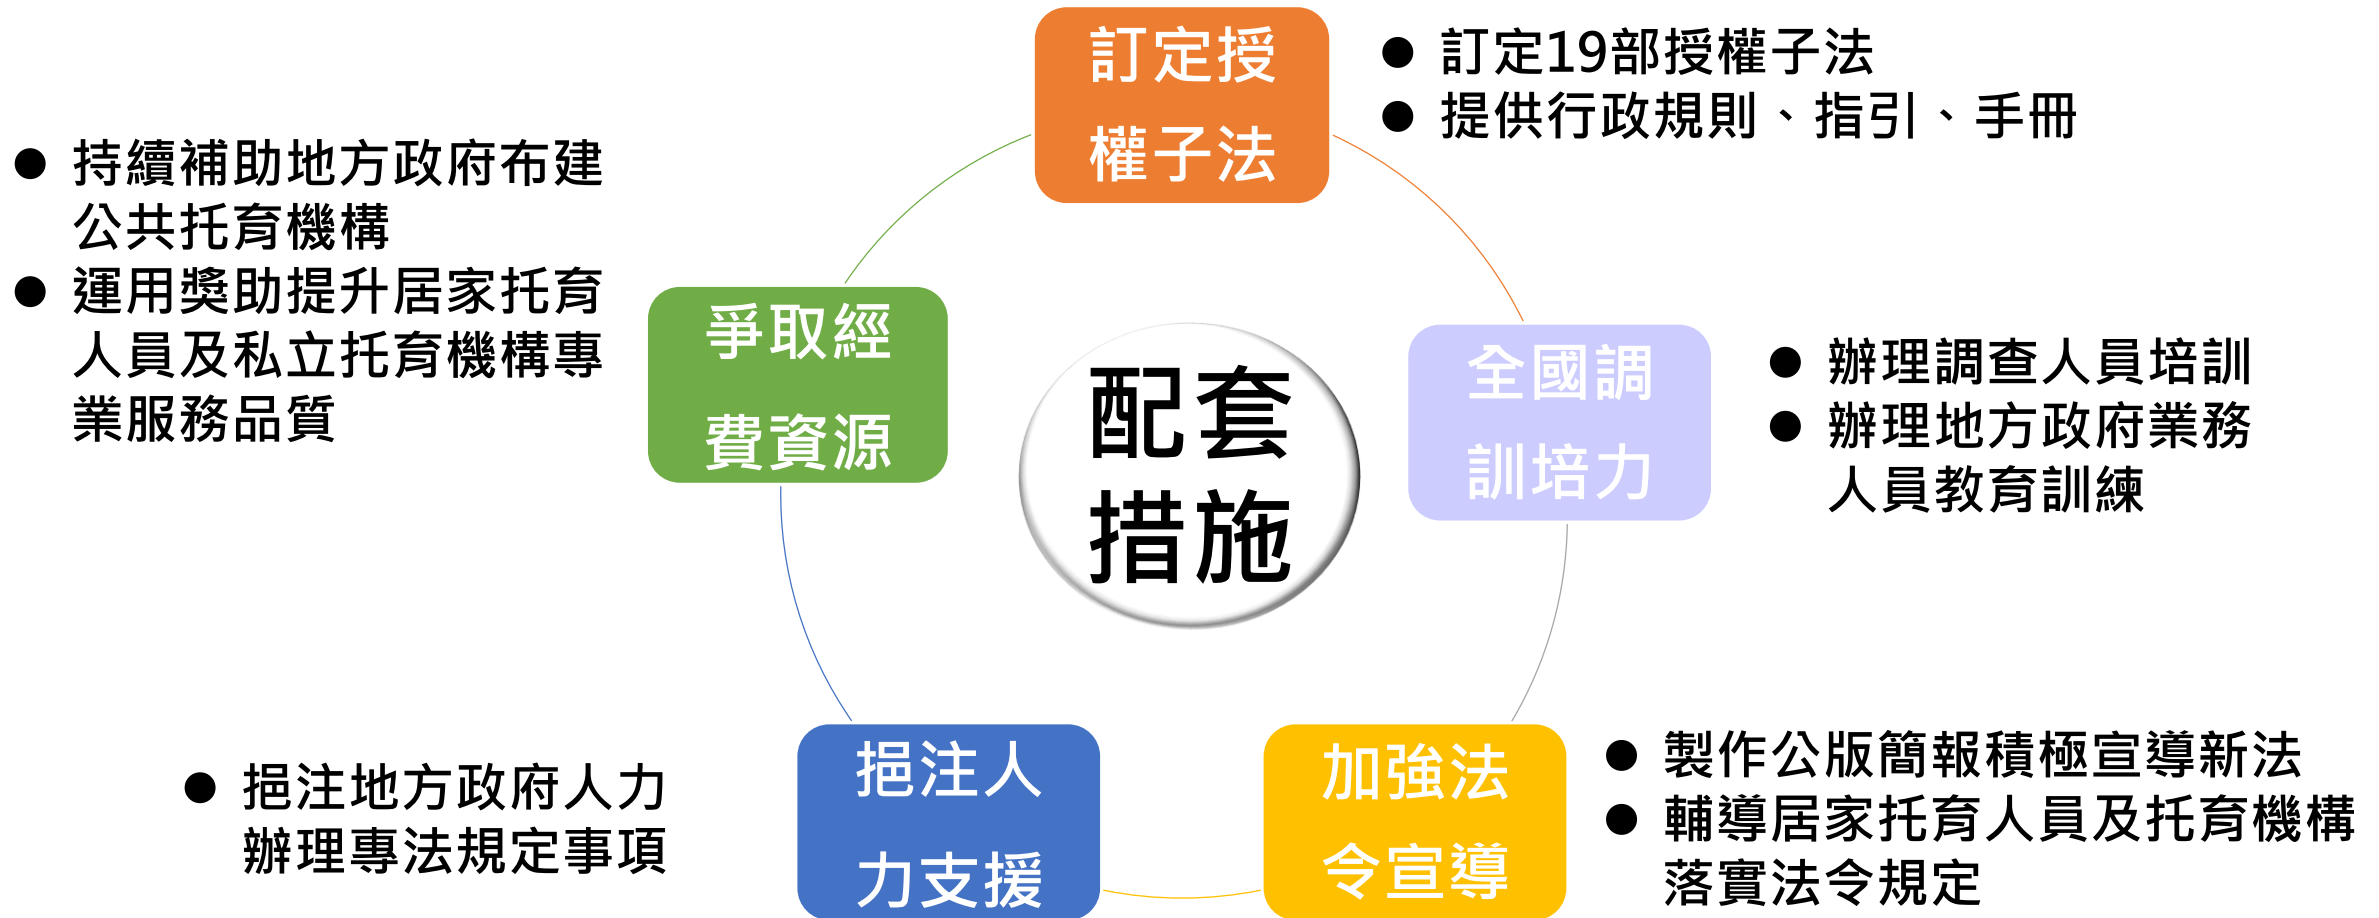 訂定授
權子法
訂定19部授權子法
提供行政規則、指引、手冊
全國調
訓培力
辦理調查人員培訓
辦理地方政府業務
人員教育訓練
加強法
令宣導
製作公版簡報積極宣導新法
輔導居家托育人員及托育機構
落實法令規定
挹注人
力支援
挹注地方政府人力
辦理專法規定事項
爭取經
費資源
持續補助地方政府布建
公共托育機構
運用獎助提升居家托育
人員及私立托育機構專
業服務品質
配套
措施